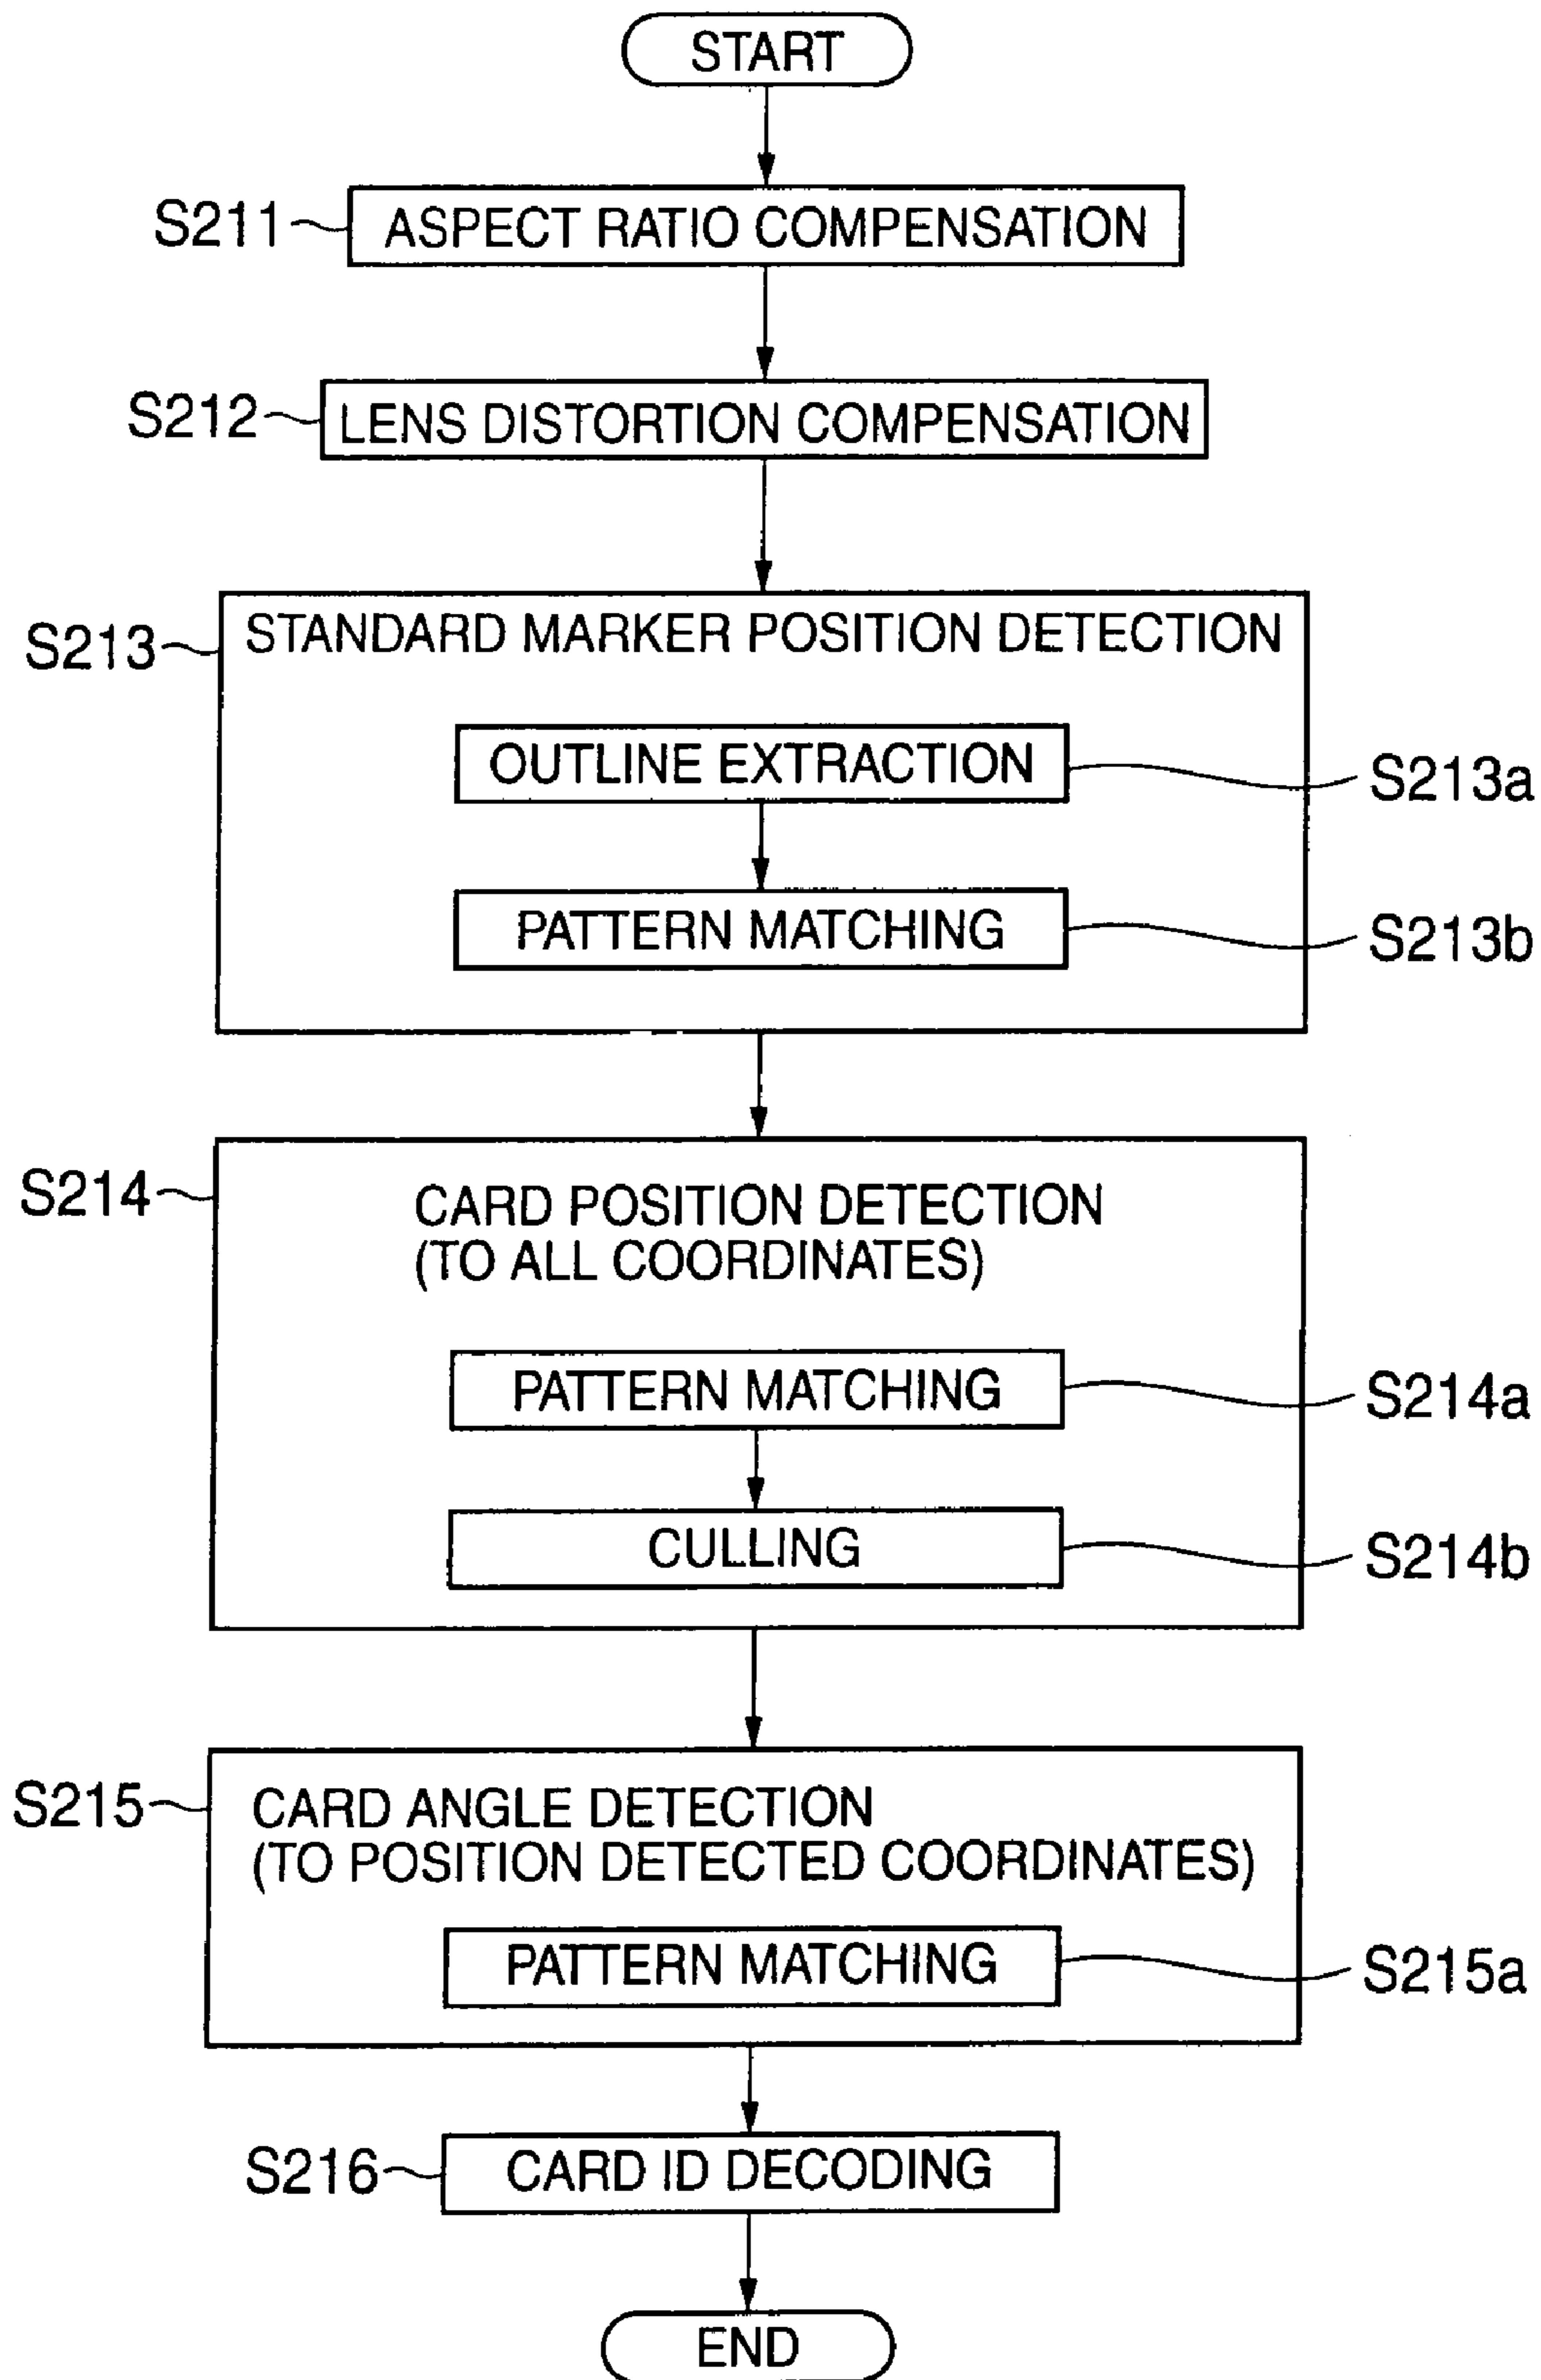 START
S211
ASPECT RATIO COMPENSATION
S212
LENS DISTORTION COMPENSATION
S213
STANDARD MARKER POSITION DETECTION
OUTLINE EXTRACTION
S213a
PATTERN MATCHING
S213b
S214
CARD POSITION DETECTION
(TO ALL COORDINATES)
PATTERN MATCHING
S214a
CULLING
S214b
S215
CARD ANGLE DETECTION
(TO POSITION DETECTED COORDINATES)
PATTERN MATCHING
S215a
S216
CARD ID DECODING
END